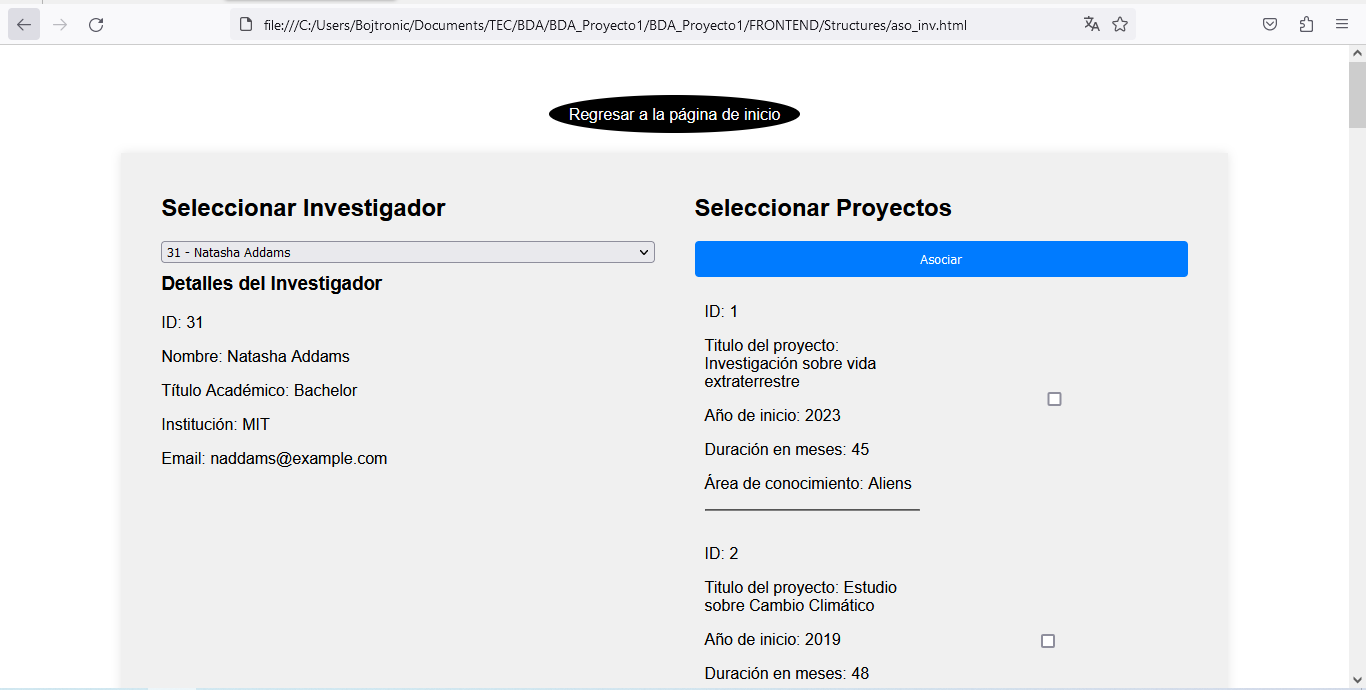 file:///C:/Users/Bojtronic/Documents/TEC/BDA/BDA_Proyecto1/BDA_Proyecto1/FRONTEND/Structures/aso_inv.html
Regresar a la página de inicio
Seleccionar Investigador
31 - Natasha Addams
Detalles del Investigador
ID: 31
Nombre: Natasha Addams
Título Académico: Bachelor
Institución: MIT
Email: naddams@example.com
Seleccionar Proyectos
Asociar
ID: 1
Titulo del proyecto:
Investigación sobre vida
extraterrestre
Año de inicio: 2023
Duración en meses: 45
Área de conocimiento: Aliens
ID: 2
Titulo del proyecto: Estudio
sobre Cambio Climático
Año de inicio: 2019
Duración en meses: 48